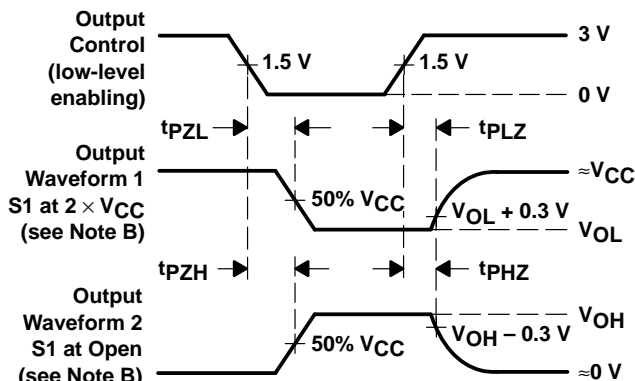 Output
Control
(low-level
enabling)
1.5 V
1.5 V
3 V
0 V
tPZL
tPLZ
Output
Waveform 1
S1 at 2 × VCC
(see Note B)
50% VCC
VOL + 0.3 V
≈VCC
VOL
tPZH
tPHZ
Output
Waveform 2
S1 at Open
(see Note B)
50% VCC
VOH – 0.3 V
VOH
≈0 V